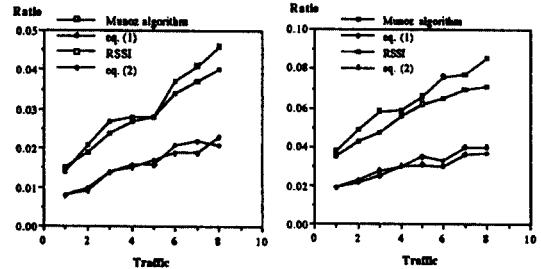 Ratio
0.05
0.04
0.03
0.02
0.01
0.00
Munoz algorithm
eq. (1)
RSSI
eq. (2)
0 2 4 6 8 10
Traffic
Ratio
0.10
0.08
0.06
0.04
0.02
0.00
Munoz algorithm
eq. (1)
RSSI
eq. (2)
0 2 4 6 8 10
Traffic